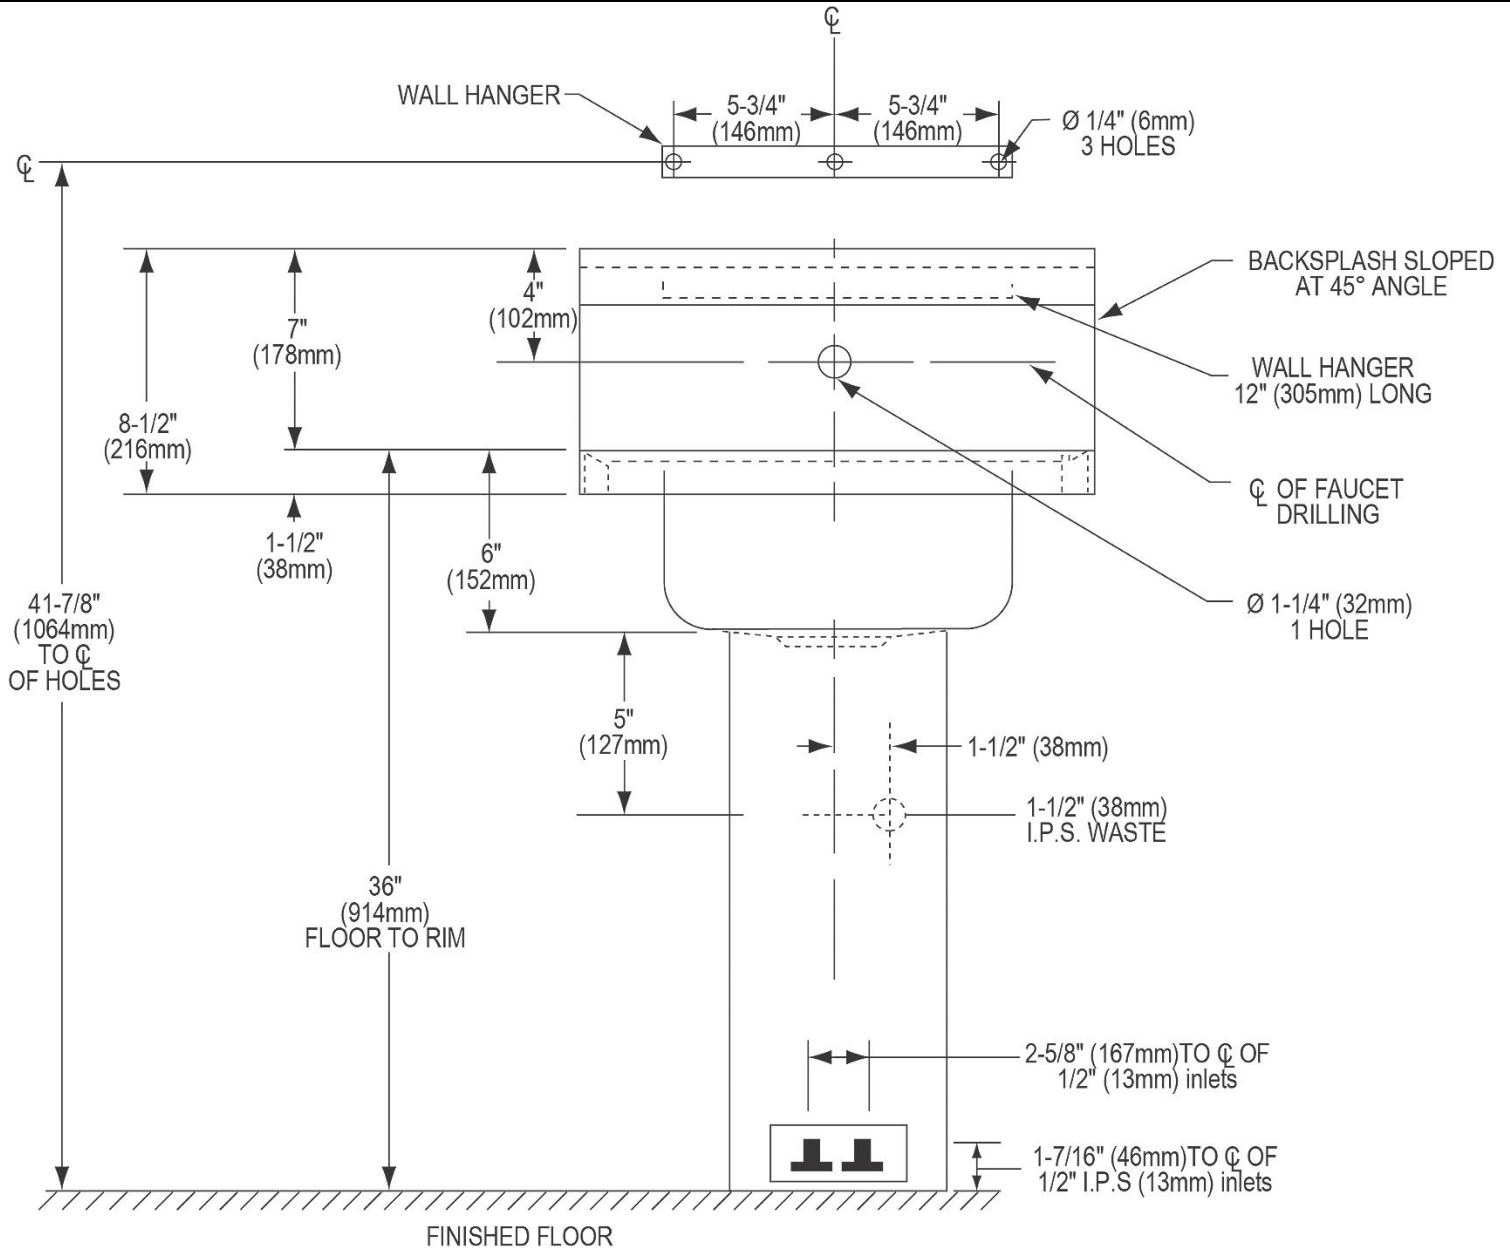 ℄
WALL HANGER
5-3/4"
(146mm)
5-3/4"
(146mm)
Ø 1/4" (6mm)
3 HOLES
℄
BACKSPLASH SLOPED
AT 45° ANGLE
4"
(102mm)
7"
(178mm)
WALL HANGER
12" (305mm) LONG
8-1/2"
(216mm)
℄ OF FAUCET
DRILLING
1-1/2"
(38mm)
6"
(152mm)
41-7/8"
(1064mm)
TO ℄
OF HOLES
Ø 1-1/4" (32mm)
1 HOLE
5"
(127mm)
1-1/2" (38mm)
1-1/2" (38mm)
I.P.S. WASTE
36"
(914mm)
FLOOR TO RIM
2-5/8" (167mm)TO ℄ OF
1/2" (13mm) inlets
1-7/16" (46mm)TO ℄ OF
1/2" I.P.S (13mm) inlets
FINISHED FLOOR